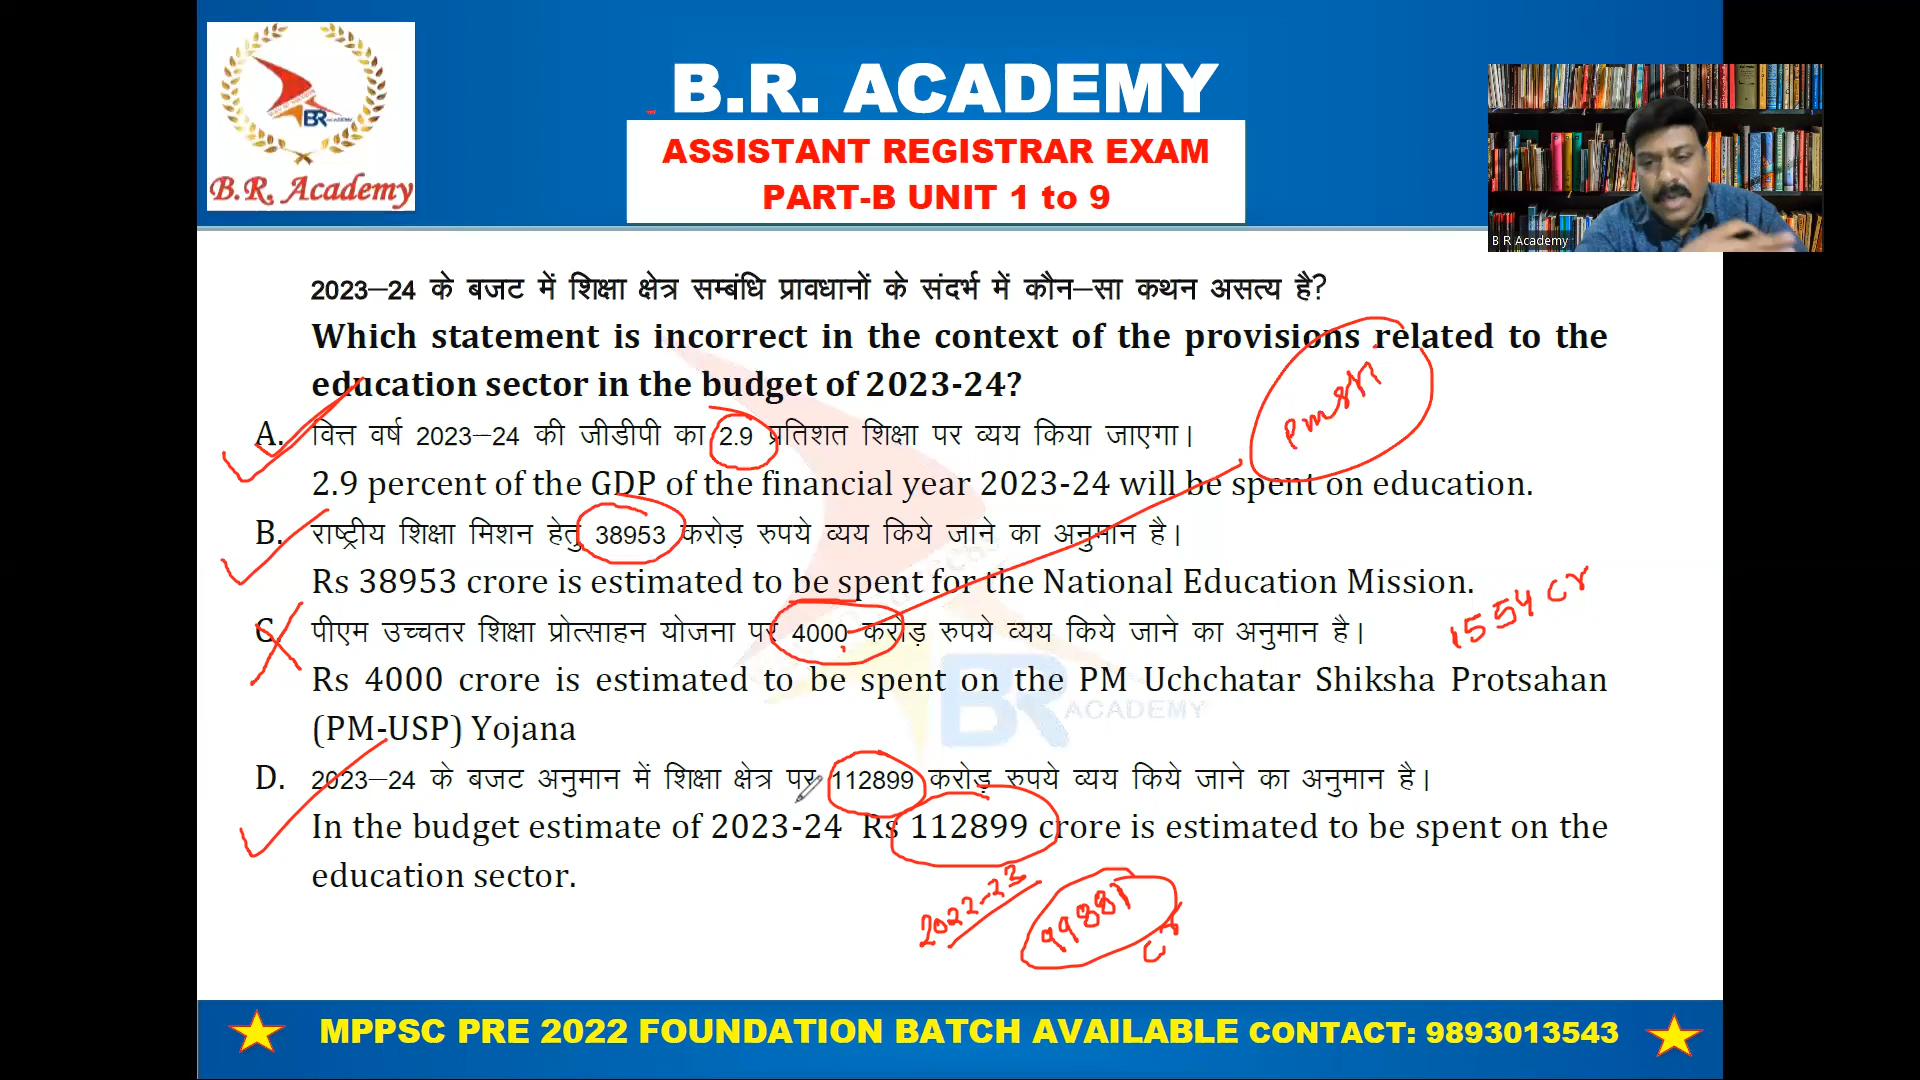 B.R. ACADEMY
BR
B.R. Academy
ASSISTANT REGISTRAR EXAM
PART-B UNIT 1 to 9
B R Academy
2023–24 के बजट में शिक्षा क्षेत्र सम्बंधि प्रावधानों के संदर्भ में कौन–सा कथन असत्य है?
Which statement is incorrect in the context of the provisions related to the
education sector in the budget of 2023-24?
A. वित्त वर्ष 2023–24 की जीडीपी का 2.9 प्रतिशत शिक्षा पर व्यय किया जाएगा।
2.9 percent of the GDP of the financial year 2023-24 will be spent on education.
B. राष्ट्रीय शिक्षा मिशन हेतु 38953 करोड़ रुपये व्यय किये जाने का अनुमान है।
Rs 38953 crore is estimated to be spent for the National Education Mission.
1554 cr
C. पीएम उच्चतर शिक्षा प्रोत्साहन योजना पर 4000 करोड़ रुपये व्यय किये जाने का अनुमान है।
Rs 4000 crore is estimated to be spent on the PM Uchchatar Shiksha Protsahan
(PM-USP) Yojana
BR ACADEMY
D. 2023–24 के बजट अनुमान में शिक्षा क्षेत्र पर 112899 करोड़ रुपये व्यय किये जाने का अनुमान है।
In the budget estimate of 2023-24 Rs 112899 crore is estimated to be spent on the
education sector.
2022-23 99881 cr
MPPSC PRE 2022 FOUNDATION BATCH AVAILABLE CONTACT: 9893013543